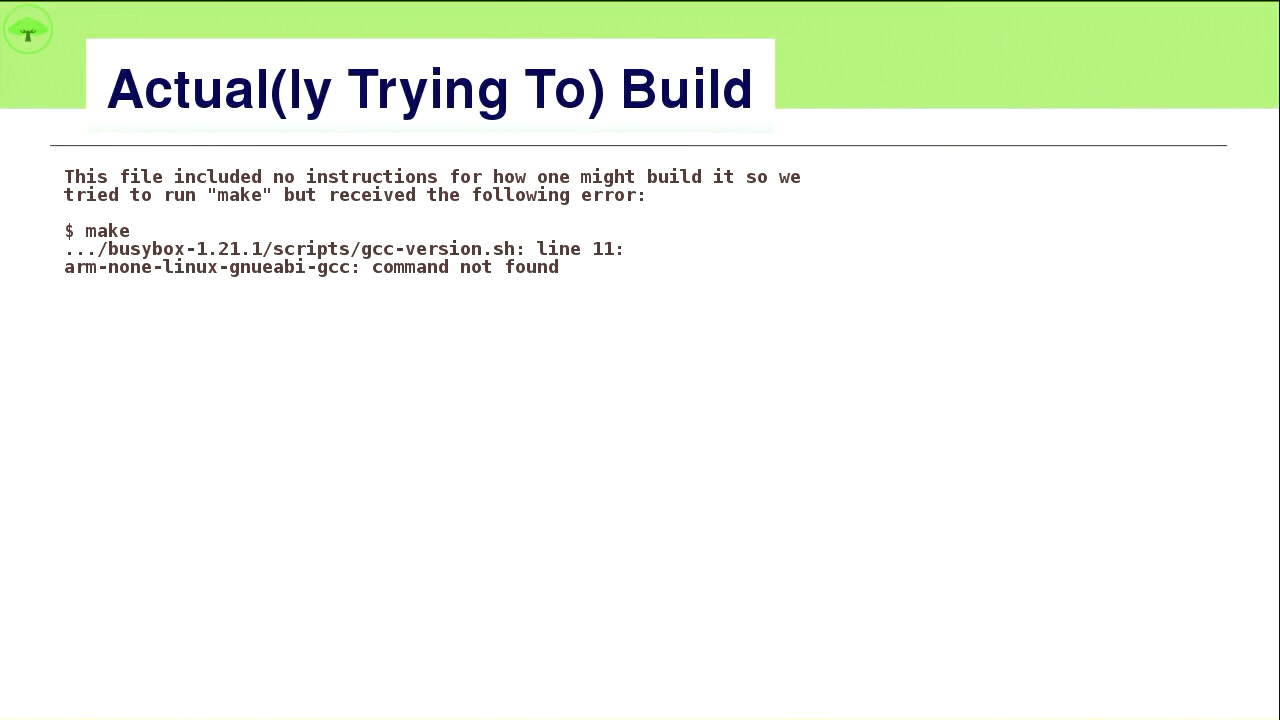 Actual(ly Trying To) Build
This file included no instructions for how one might build it so we
tried to run "make" but received the following error:
$ make
.../busybox-1.21.1/scripts/gcc-version.sh: line 11:
arm-none-linux-gnueabi-gcc: command not found